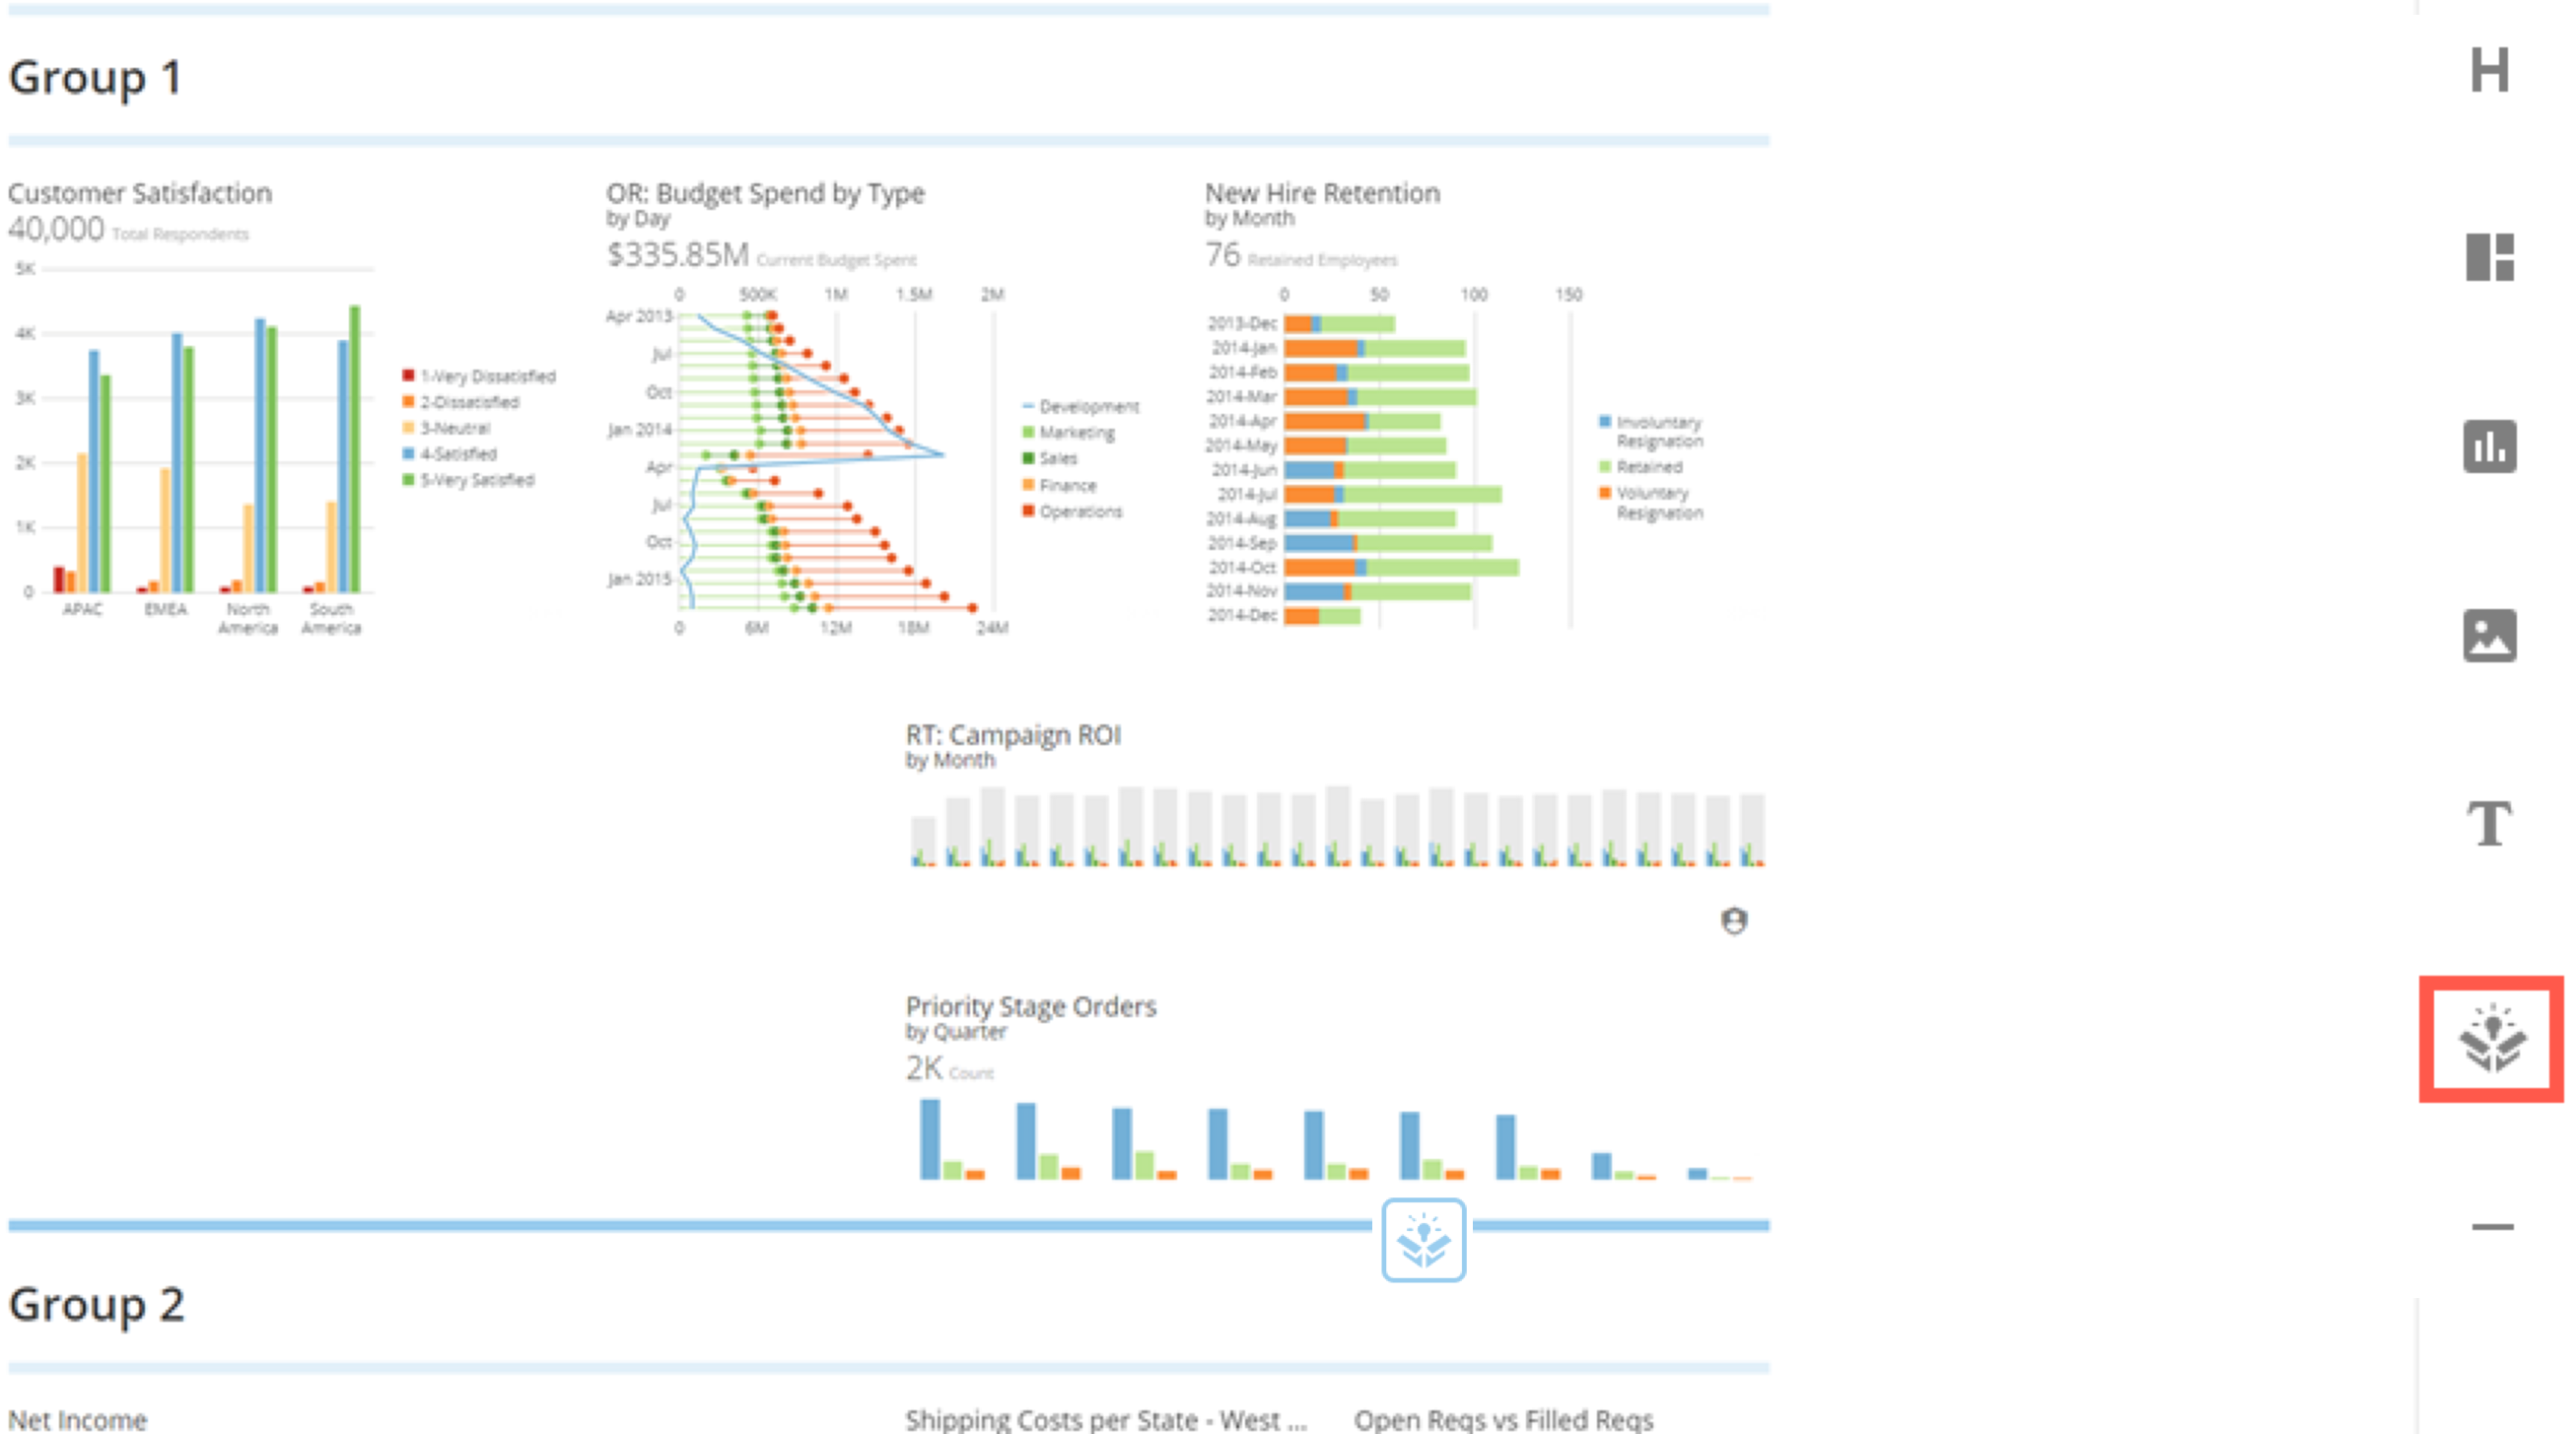 Group 1
Customer Satisfaction
40,000 Total Respondents
5K
4K
3K
2K
1K
0
APAC
EMEA
North
America
South
America
1-Very Dissatisfied
2-Dissatisfied
3-Neutral
4-Satisfied
5-Very Satisfied
OR: Budget Spend by Type
by Day
$335.85M Current Budget Spent
0 500K 1M 1.5M 2M
Apr 2013
Jul
Oct
Jan 2014
Apr
Jul
Oct
Jan 2015
0 6M 12M 18M 24M
Development
Marketing
Sales
Finance
Operations
New Hire Retention
by Month
76 Retained Employees
0 50 100 150
2013-Dec
2014-Jan
2014-Feb
2014-Mar
2014-Apr
2014-May
2014-Jun
2014-Jul
2014-Aug
2014-Sep
2014-Oct
2014-Nov
2014-Dec
Involuntary
Resignation
Retained
Voluntary
Resignation
RT: Campaign ROI
by Month
Priority Stage Orders
by Quarter
2K Count
Group 2
Net Income
Shipping Costs per State - West ...
Open Reqs vs Filled Reqs
H
T